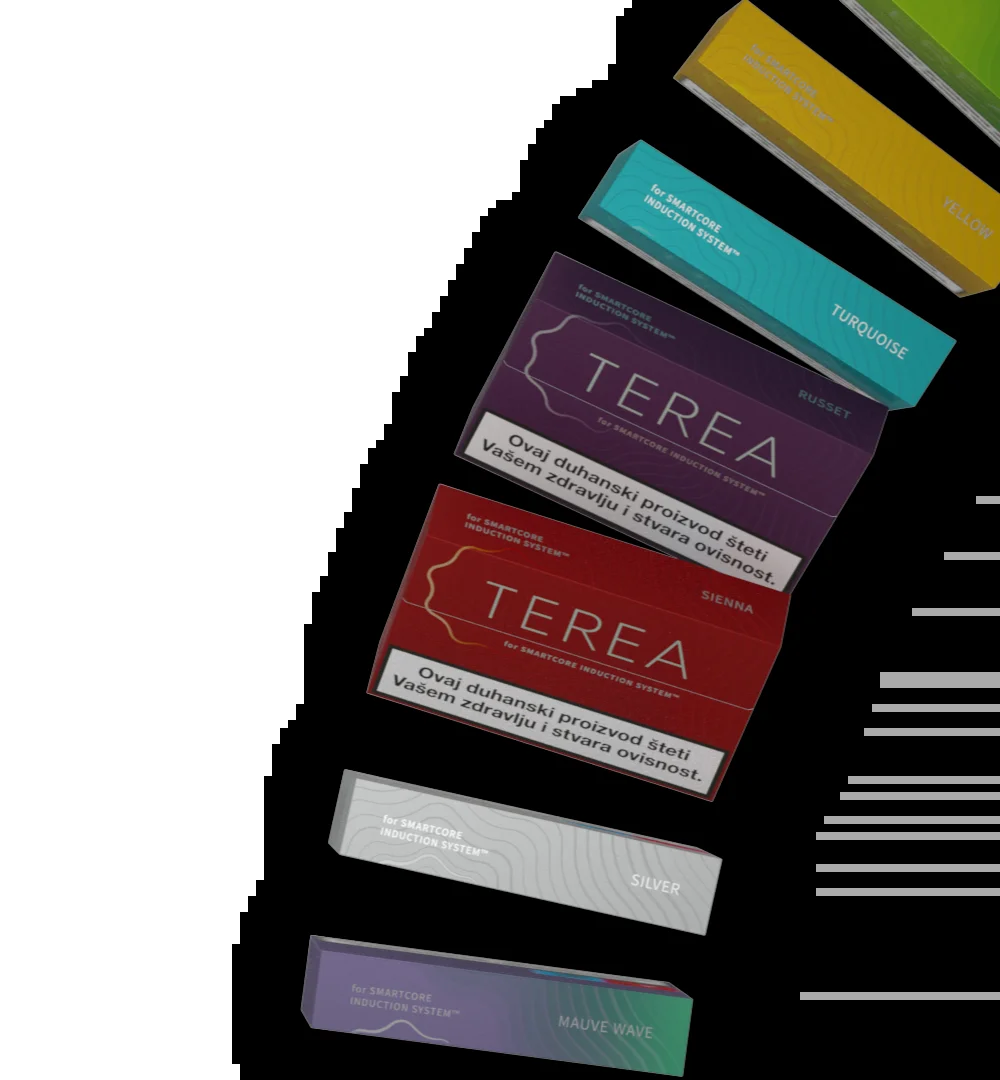 for SMARTCORE
INDUCTION SYSTEM™
YELLOW
for SMARTCORE
INDUCTION SYSTEM™
TURQUOISE
for SMARTCORE
INDUCTION SYSTEM™
RUSSET
TEREA
for SMARTCORE INDUCTION SYSTEM™
Ovaj duhanski proizvod šteti
Vašem zdravlju i stvara ovisnost.
for SMARTCORE
INDUCTION SYSTEM™
SIENNA
TEREA
for SMARTCORE INDUCTION SYSTEM™
Ovaj duhanski proizvod šteti
Vašem zdravlju i stvara ovisnost.
for SMARTCORE
INDUCTION SYSTEM™
SILVER
for SMARTCORE
INDUCTION SYSTEM™
MAUVE WAVE